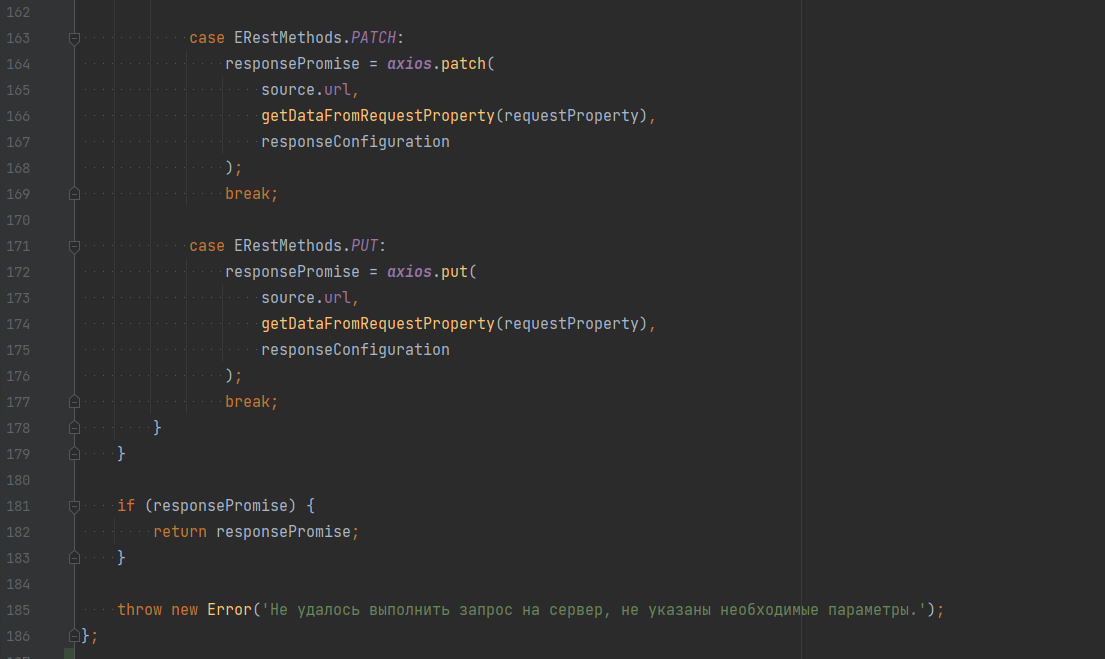 162
163 case ERestMethods.PATCH:
164 responsePromise = axios.patch(
165 source.url,
166 getDataFromRequestProperty(requestProperty),
167 responseConfiguration
168 );
169 break;
170
171 case ERestMethods.PUT:
172 responsePromise = axios.put(
173 source.url,
174 getDataFromRequestProperty(requestProperty),
175 responseConfiguration
176 );
177 break;
178 }
179 }
180
181 if (responsePromise) {
182 return responsePromise;
183 }
184
185 throw new Error('Не удалось выполнить запрос на сервер, не указаны необходимые параметры.');
186 };